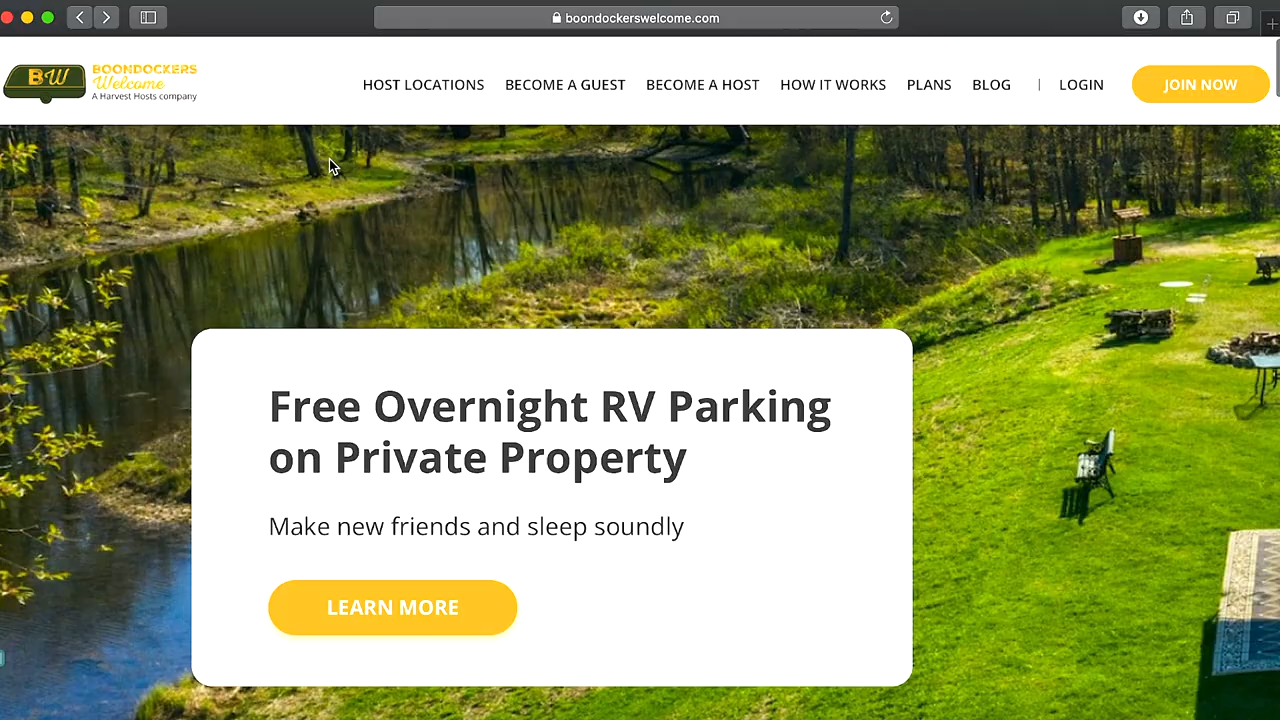 boondockerswelcome.com
BW
BOONDOCKERS
Welcome
A Harvest Hosts company
HOST LOCATIONS
BECOME A GUEST
BECOME A HOST
HOW IT WORKS
PLANS
BLOG
LOGIN
JOIN NOW
Free Overnight RV Parking
on Private Property
Make new friends and sleep soundly
LEARN MORE